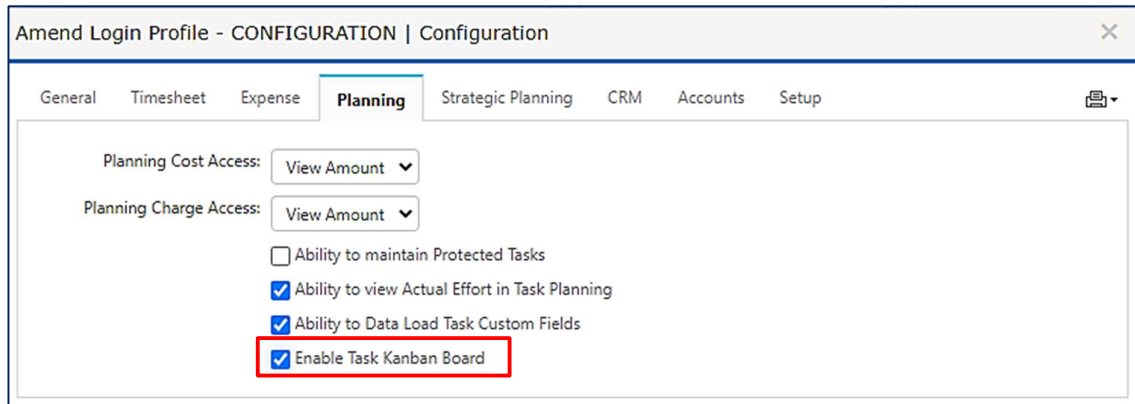 Amend Login Profile - CONFIGURATION | Configuration
General Timesheet Expense Planning Strategic Planning CRM Accounts Setup
Planning Cost Access: View Amount
Planning Charge Access: View Amount
Ability to maintain Protected Tasks
Ability to view Actual Effort in Task Planning
Ability to Data Load Task Custom Fields
Enable Task Kanban Board